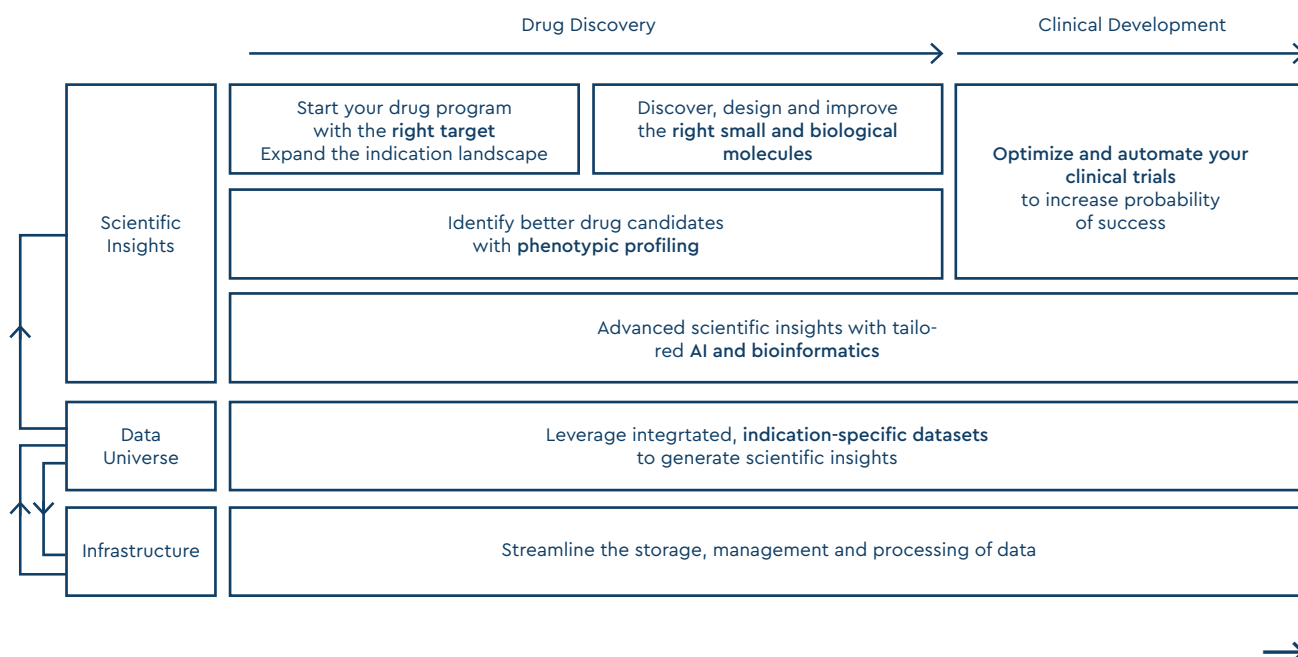 Drug Discovery
Clinical Development
Start your drug program
with the right target
Expand the indication landscape
Discover, design and improve
the right small and biological
molecules
Optimize and automate your
clinical trials
to increase probability
of success
Scientific
Insights
Identify better drug candidates
with phenotypic profiling
Advanced scientific insights with tailo-
red AI and bioinformatics
Data
Universe
Leverage integrtated, indication-specific datasets
to generate scientific insights
Infrastructure
Streamline the storage, management and processing of data